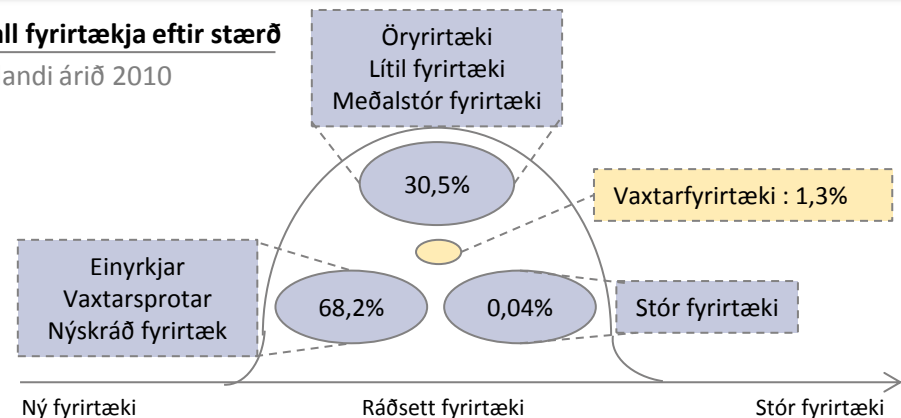 all fyrirtækja eftir stærð
andi árið 2010
Öryrirtæki
Lítil fyrirtæki
Meðalstór fyrirtæki
30,5%
Vaxtarfyrirtæki : 1,3%
Einyrkjar
Vaxtarsprotar
Nýskráð fyrirtæk
68,2%
0,04%
Stór fyrirtæki
Ný fyrirtæki
Ráðsett fyrirtæki
Stór fyrirtæki